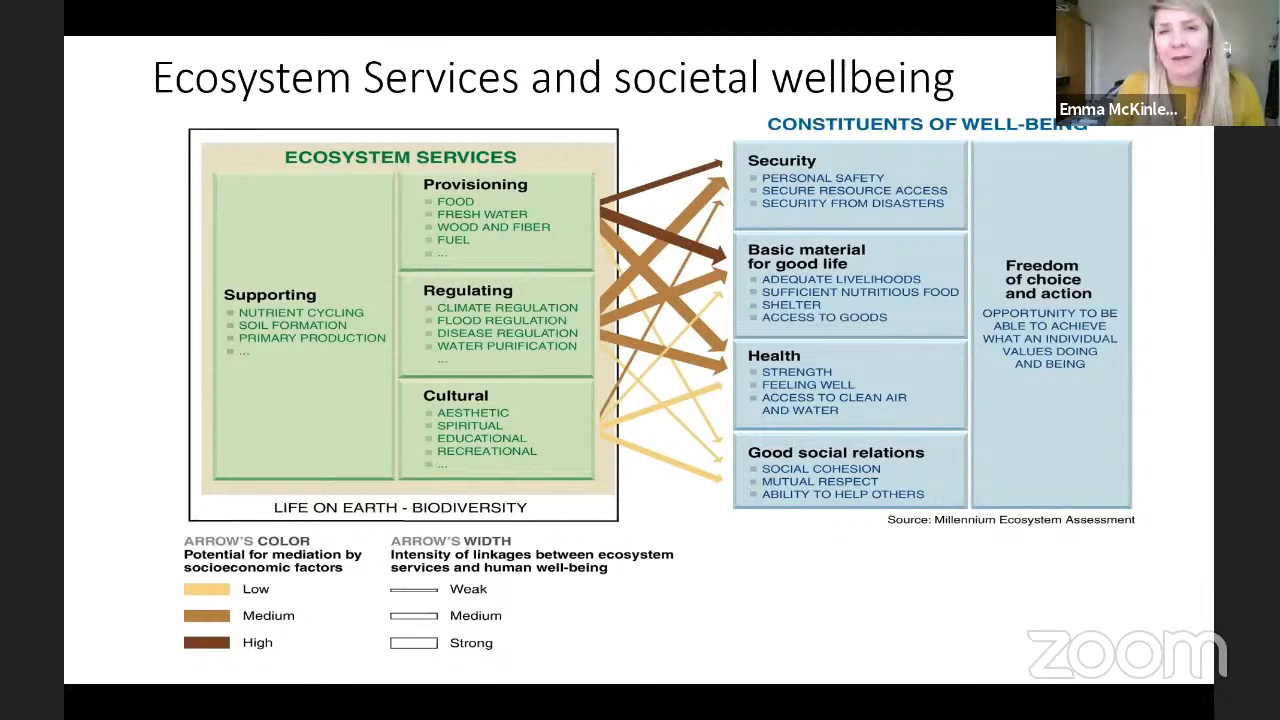 Ecosystem Services and societal wellbeing
Emma McKinle...
ECOSYSTEM SERVICES
Supporting
NUTRIENT CYCLING
SOIL FORMATION
PRIMARY PRODUCTION
...
Provisioning
FOOD
FRESH WATER
WOOD AND FIBER
FUEL
...
Regulating
CLIMATE REGULATION
FLOOD REGULATION
DISEASE REGULATION
WATER PURIFICATION
...
Cultural
AESTHETIC
SPIRITUAL
EDUCATIONAL
RECREATIONAL
...
LIFE ON EARTH - BIODIVERSITY
CONSTITUENTS OF WELL-BEING
Security
PERSONAL SAFETY
SECURE RESOURCE ACCESS
SECURITY FROM DISASTERS
Basic material
for good life
ADEQUATE LIVELIHOODS
SUFFICIENT NUTRITIOUS FOOD
SHELTER
ACCESS TO GOODS
Health
STRENGTH
FEELING WELL
ACCESS TO CLEAN AIR
AND WATER
Good social relations
SOCIAL COHESION
MUTUAL RESPECT
ABILITY TO HELP OTHERS
Freedom
of choice
and action
OPPORTUNITY TO BE
ABLE TO ACHIEVE
WHAT AN INDIVIDUAL
VALUES DOING
AND BEING
Source: Millennium Ecosystem Assessment
ARROW'S COLOR
Potential for mediation by
socioeconomic factors
Low
Medium
High
ARROW'S WIDTH
Intensity of linkages between ecosystem
services and human well-being
Weak
Medium
Strong
zoom